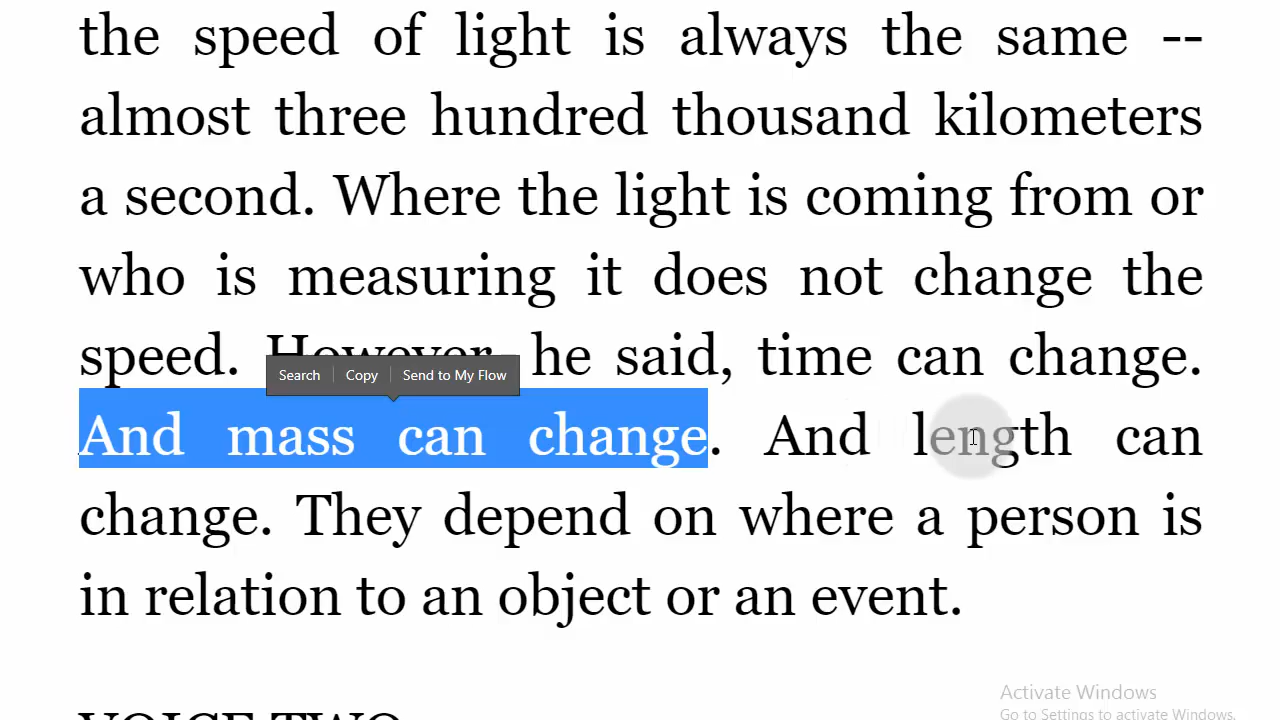 the speed of light is always the same --
almost three hundred thousand kilometers
a second. Where the light is coming from or
who is measuring it does not change the
speed. However, he said, time can change.
Search Copy Send to My Flow
And mass can change. And length can
change. They depend on where a person is
in relation to an object or an event.
VOICE TWO
Activate Windows
Go to Settings to activate Windows.